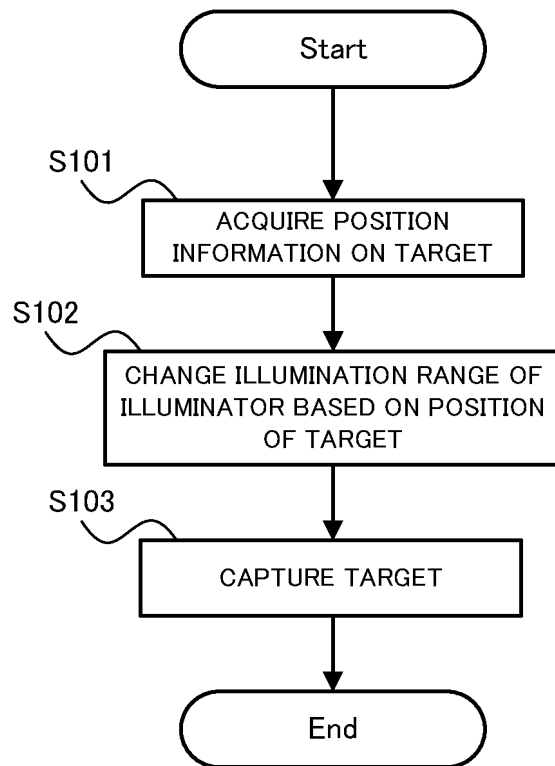 Start
S101
ACQUIRE POSITION
INFORMATION ON TARGET
S102
CHANGE ILLUMINATION RANGE OF
ILLUMINATOR BASED ON POSITION
OF TARGET
S103
CAPTURE TARGET
End